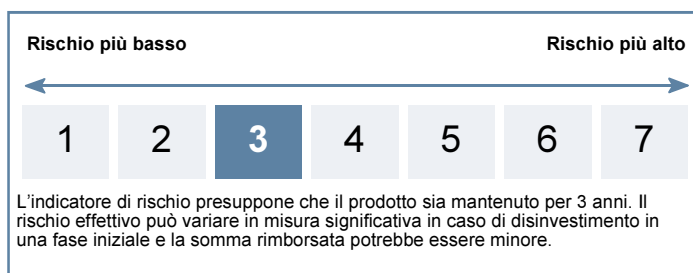 Rischio più basso Rischio più alto
1 2 3 4 5 6 7
L'indicatore di rischio presuppone che il prodotto sia mantenuto per 3 anni. Il
rischio effettivo può variare in misura significativa in caso di disinvestimento in
una fase iniziale e la somma rimborsata potrebbe essere minore.